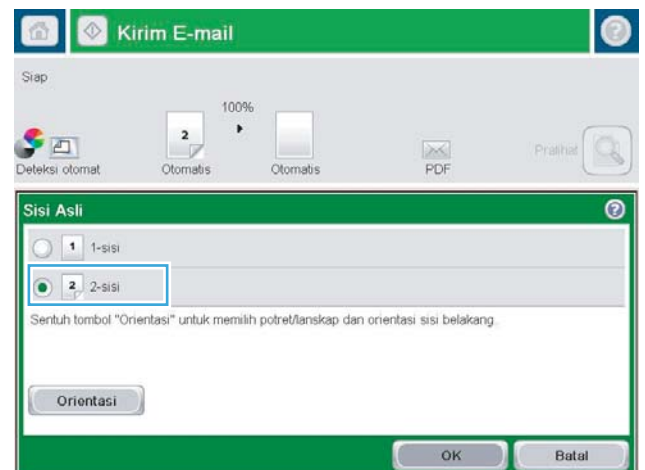 Kirim E-mail
Siap
100%
2
Deteksi otomat
Otomatis
Otomatis
PDF
Pralihat
Sisi Asli
1 1-sisi
2 2-sisi
Sentuh tombol "Orientasi" untuk memilih potret/lanskap dan orientasi sisi belakang.
Orientasi
OK Batal